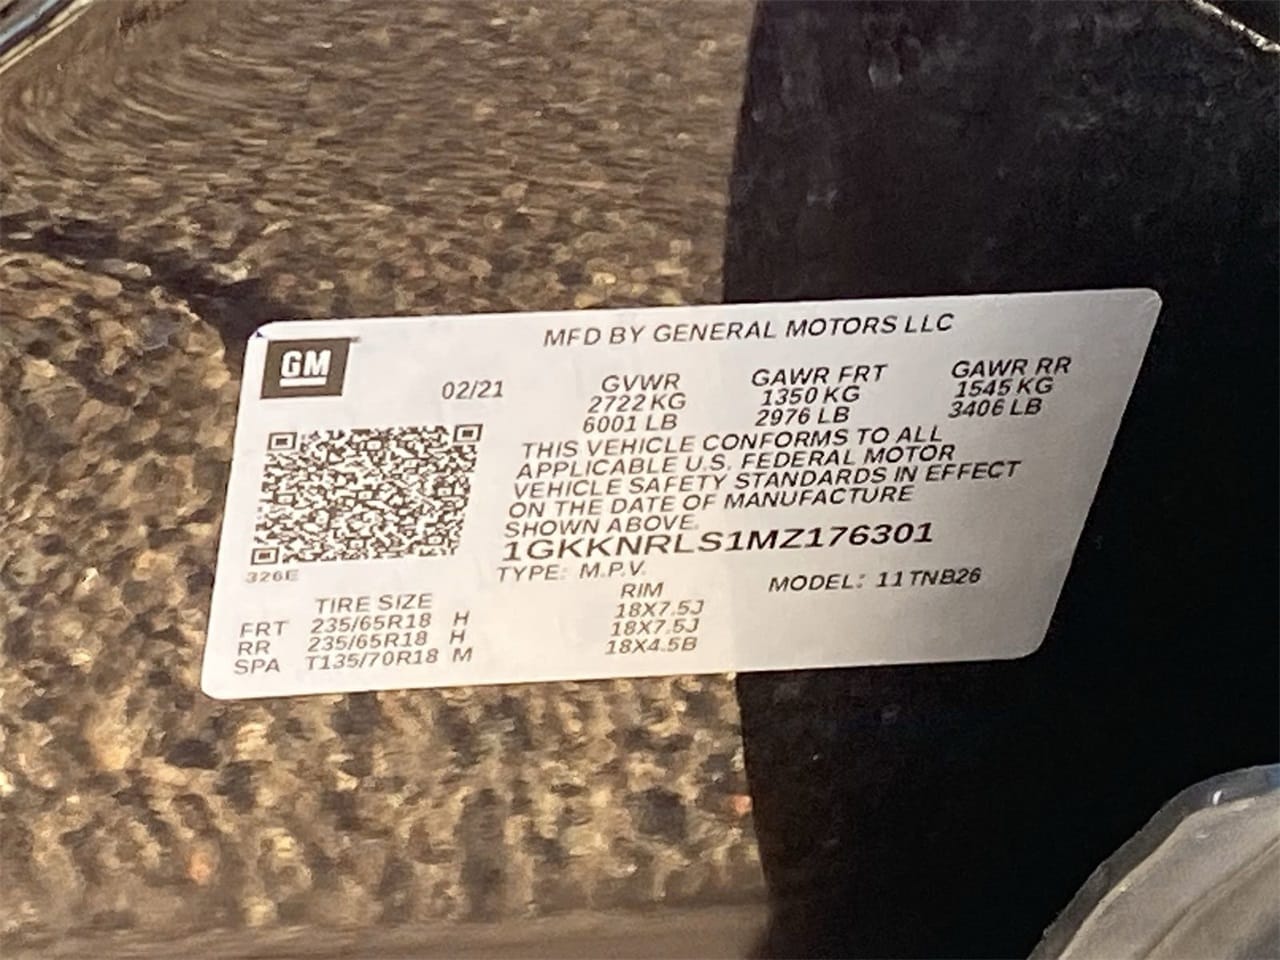 MFD BY GENERAL MOTORS LLC
GM
02/21
GVWR GAWR FRT GAWR RR
2722 KG 1350 KG 1545 KG
6001 LB 2976 LB 3406 LB
THIS VEHICLE CONFORMS TO ALL
APPLICABLE U.S. FEDERAL MOTOR
VEHICLE SAFETY STANDARDS IN EFFECT
ON THE DATE OF MANUFACTURE
SHOWN ABOVE.
1GKKNRLS1MZ176301
326E
TYPE: M.P.V. MODEL: 11TNB26
TIRE SIZE RIM
FRT 235/65R18 H 18X7.5J
RR 235/65R18 H 18X7.5J
SPA T135/70R18 M 18X4.5B